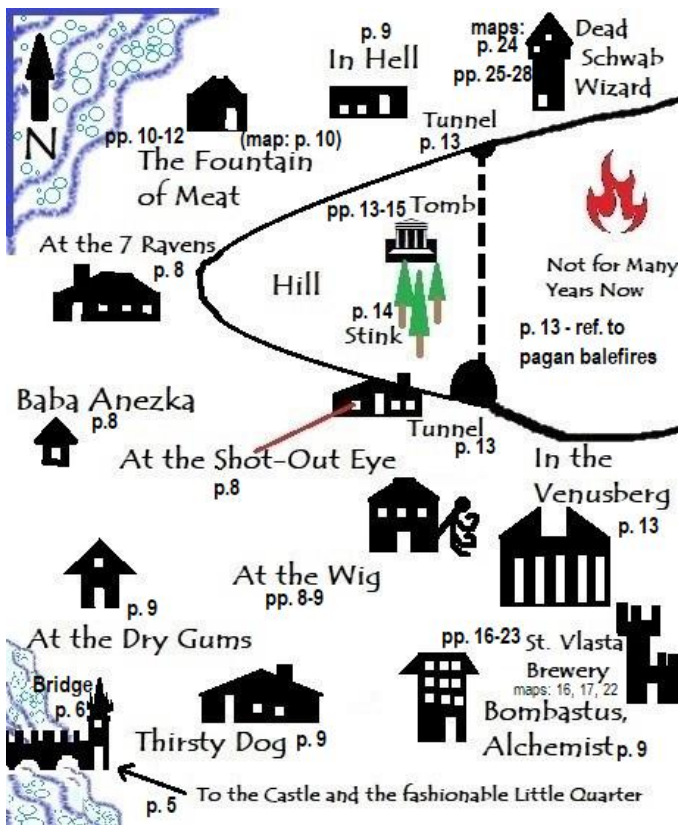 p. 9
In Hell
maps:
p. 24
pp. 25-28
Dead
Schwab
Wizard
N
pp. 10-12
(map: p. 10)
The Fountain
of Meat
Tunnel
p. 13
pp. 13-15 Tomb
At the 7 Ravens
p. 8
Hill
p. 14
Stink
Not for Many
Years Now
p. 13 - ref. to
pagan balefires
Baba Anezka
p.8
At the Shot-Out Eye
p.8
Tunnel
p. 13
In the
Venusberg
p. 13
At the Wig
pp. 8-9
p. 9
At the Dry Gums
pp. 16-23
St. Vlasta
Brewery
maps: 16, 17, 22
Bridge
p. 6
Thirsty Dog p. 9
Bombastus,
Alchemist p. 9
p. 5
To the Castle and the fashionable Little Quarter